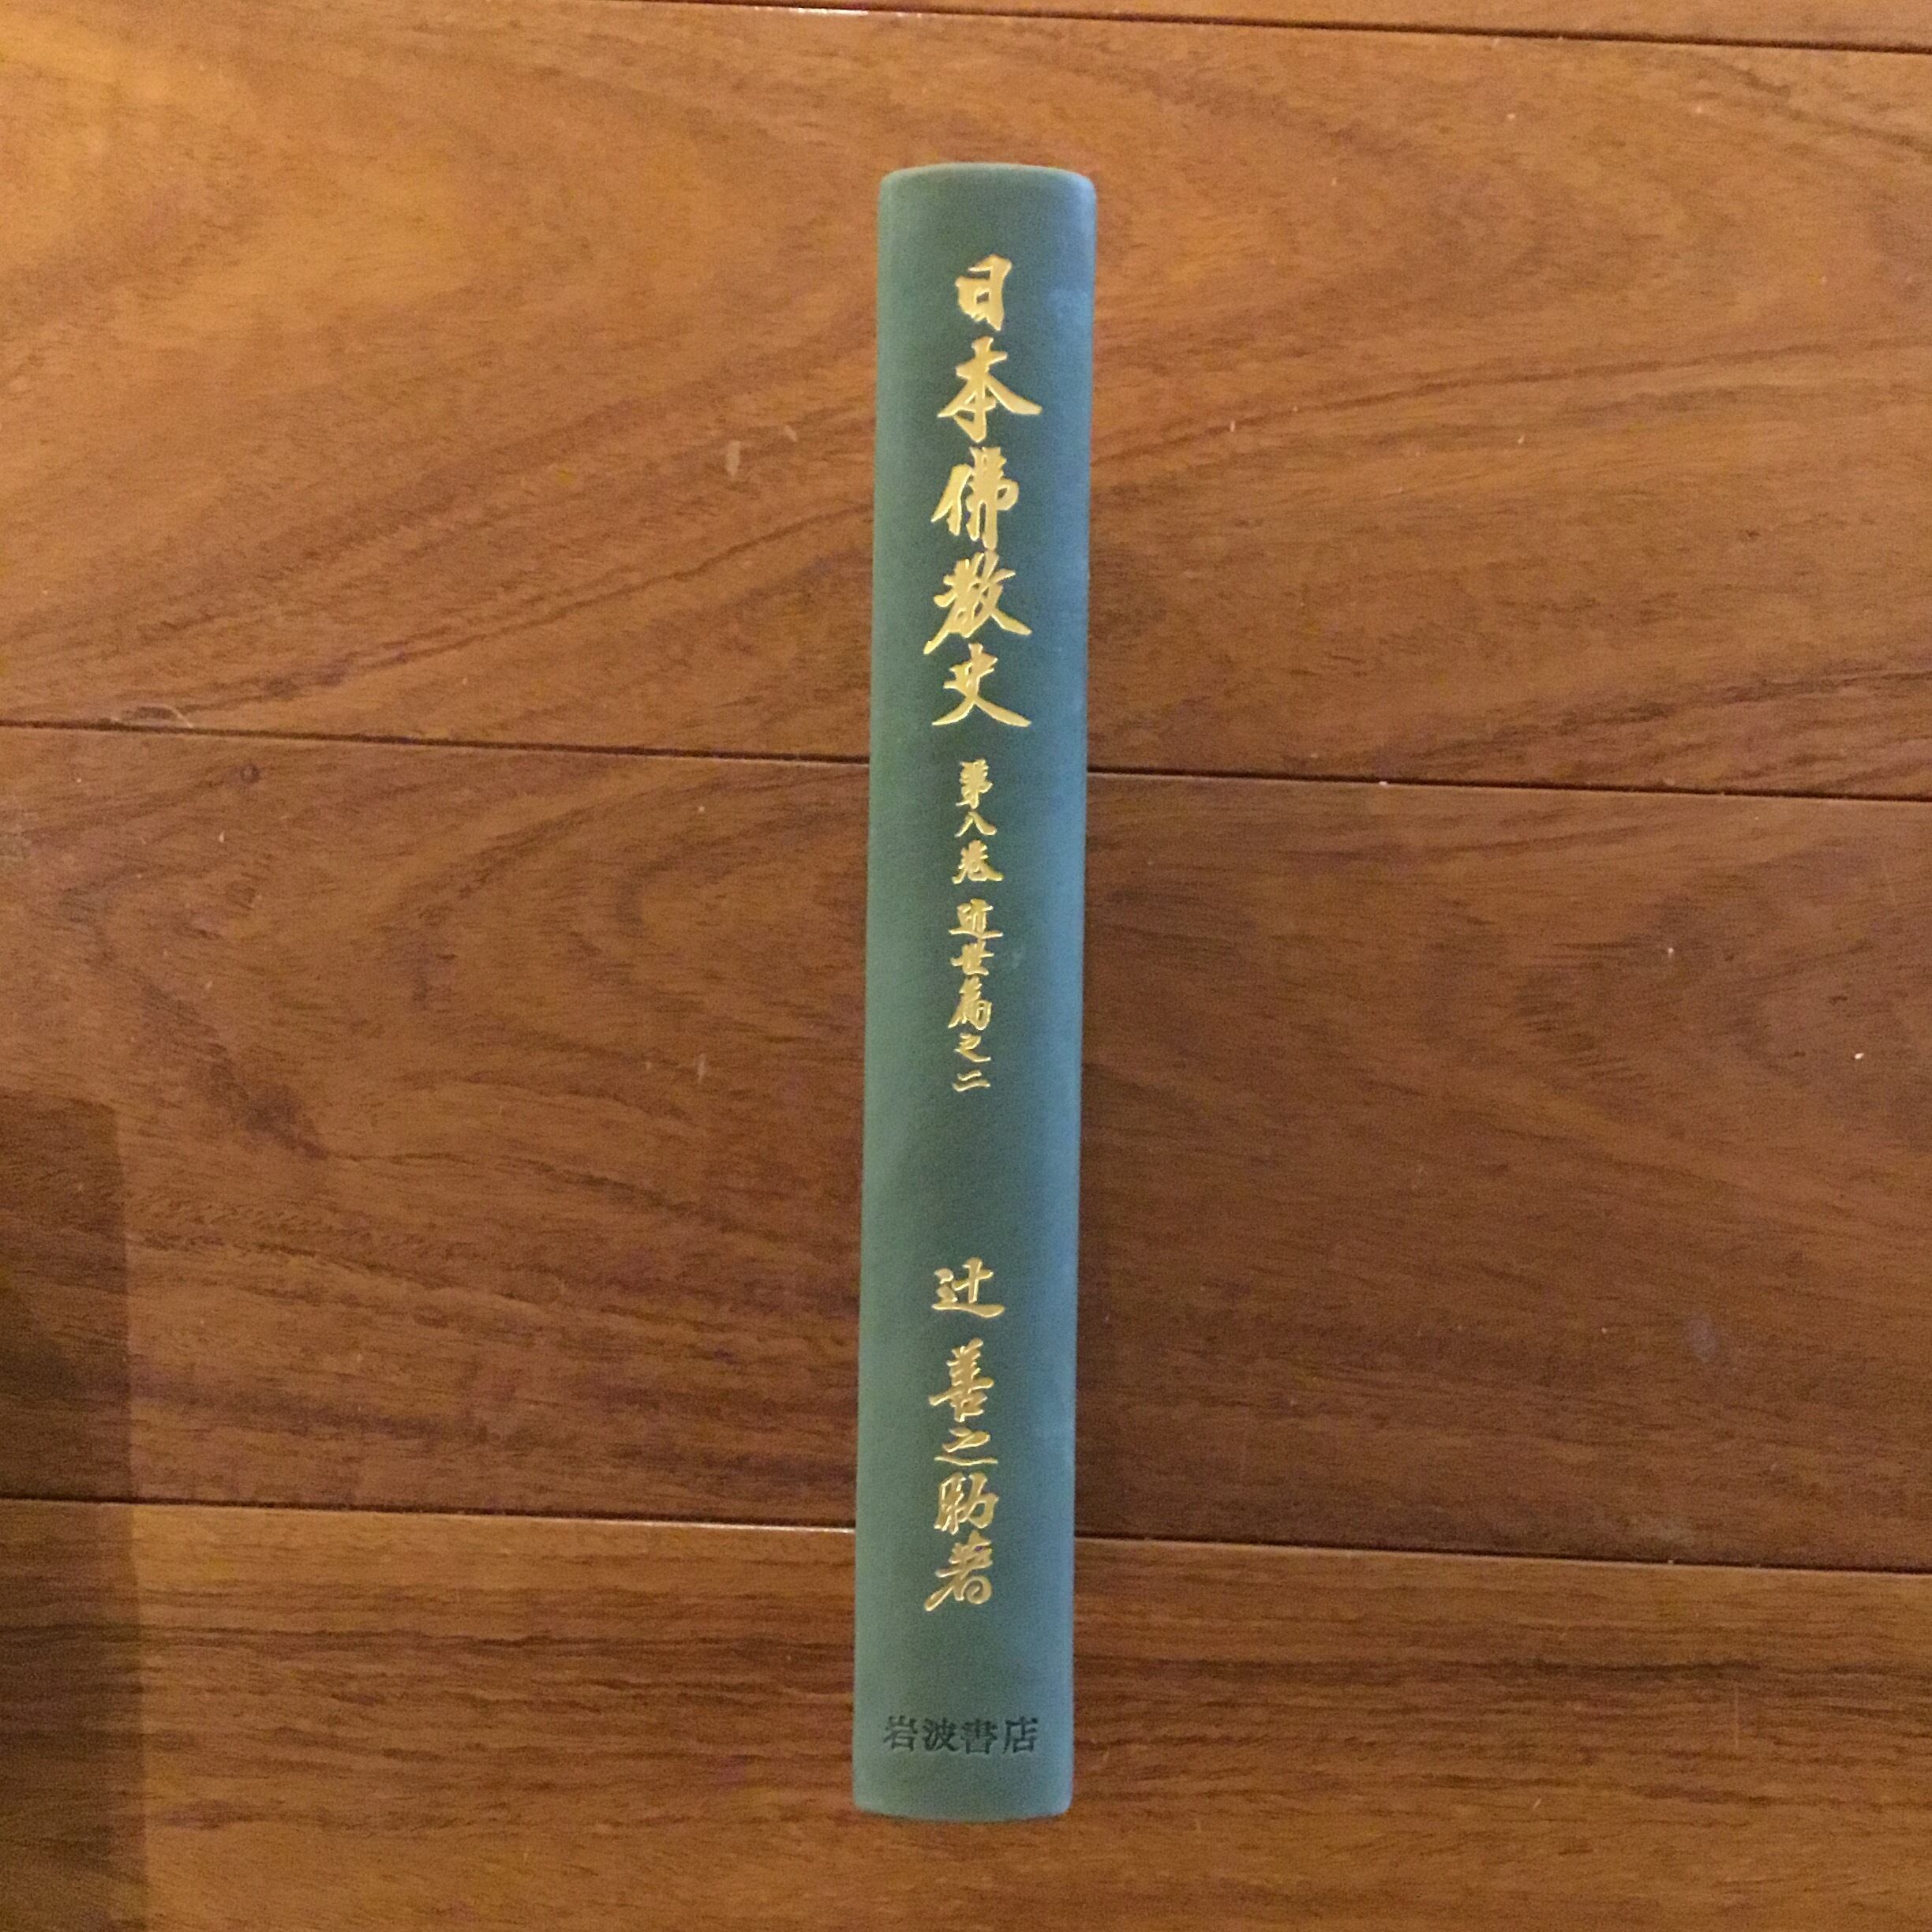 日本佛教史
第八巻 近世篇之二
辻善之助著
岩波書店